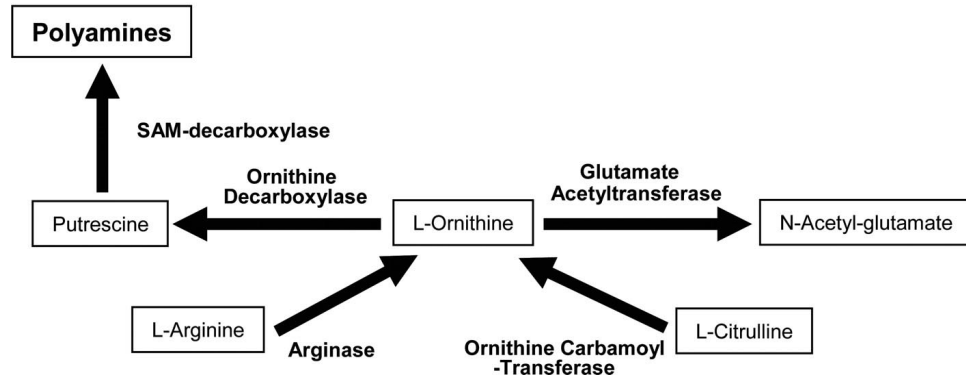 Polyamines
SAM-decarboxylase
Ornithine
Decarboxylase
Glutamate
Acetyltransferase
Putrescine
L-Ornithine
N-Acetyl-glutamate
L-Arginine
Arginase
Ornithine Carbamoyl
-Transferase
L-Citrulline